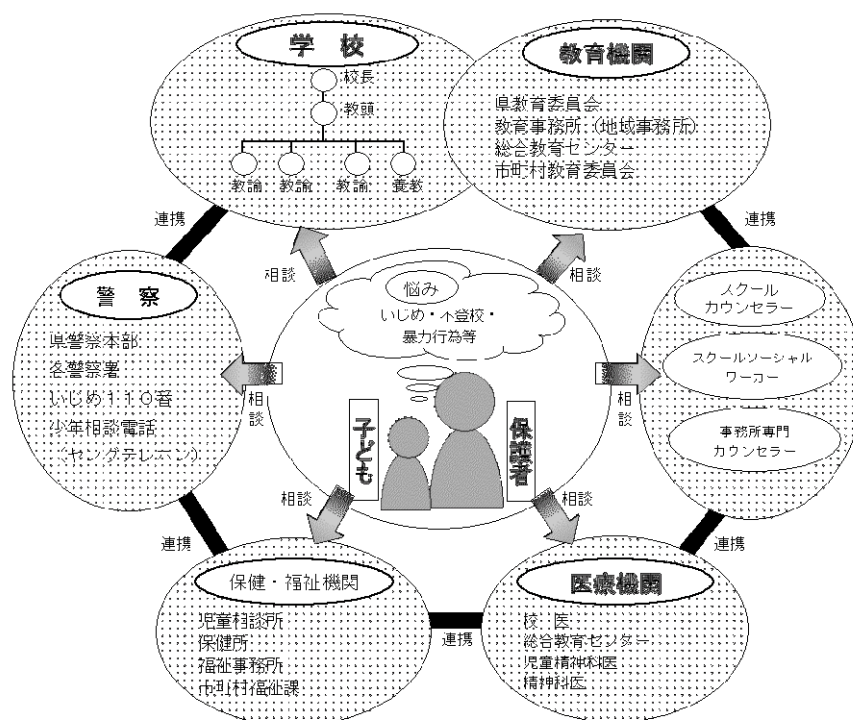 学 校
校長
教頭
教諭
教諭
教諭
養教
教育機関
県教育委員会
教育事務所（地域事務所）
総合教育センター
市町村教育委員会
連携
連携
相談
相談
警 察
県警察本部
各警察署
いじめ１１０番
少年相談電話
（ヤングテレホン）
相談
悩み
いじめ・不登校・
暴力行為等
子ども
保護者
相談
スクール
カウンセラー
スクールソーシャル
ワーカー
事務所専門
カウンセラー
相談
相談
連携
連携
保健・福祉機関
児童相談所
保健所
福祉事務所
市町村福祉課
連携
医療機関
校 医
総合教育センター
児童精神科医
精神科医